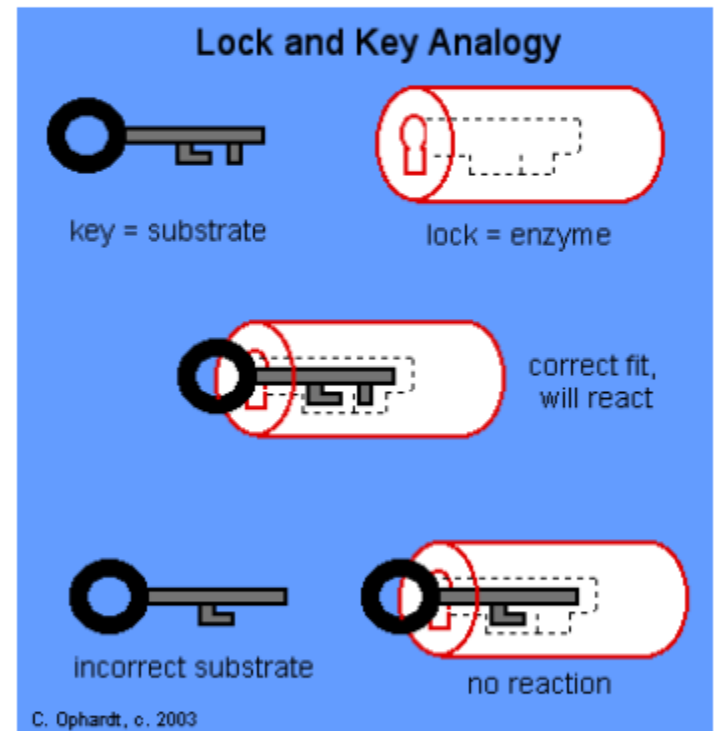 Lock and Key Analogy
key = substrate
lock = enzyme
correct fit,
will react
incorrect substrate
no reaction
C. Ophardt, c. 2003